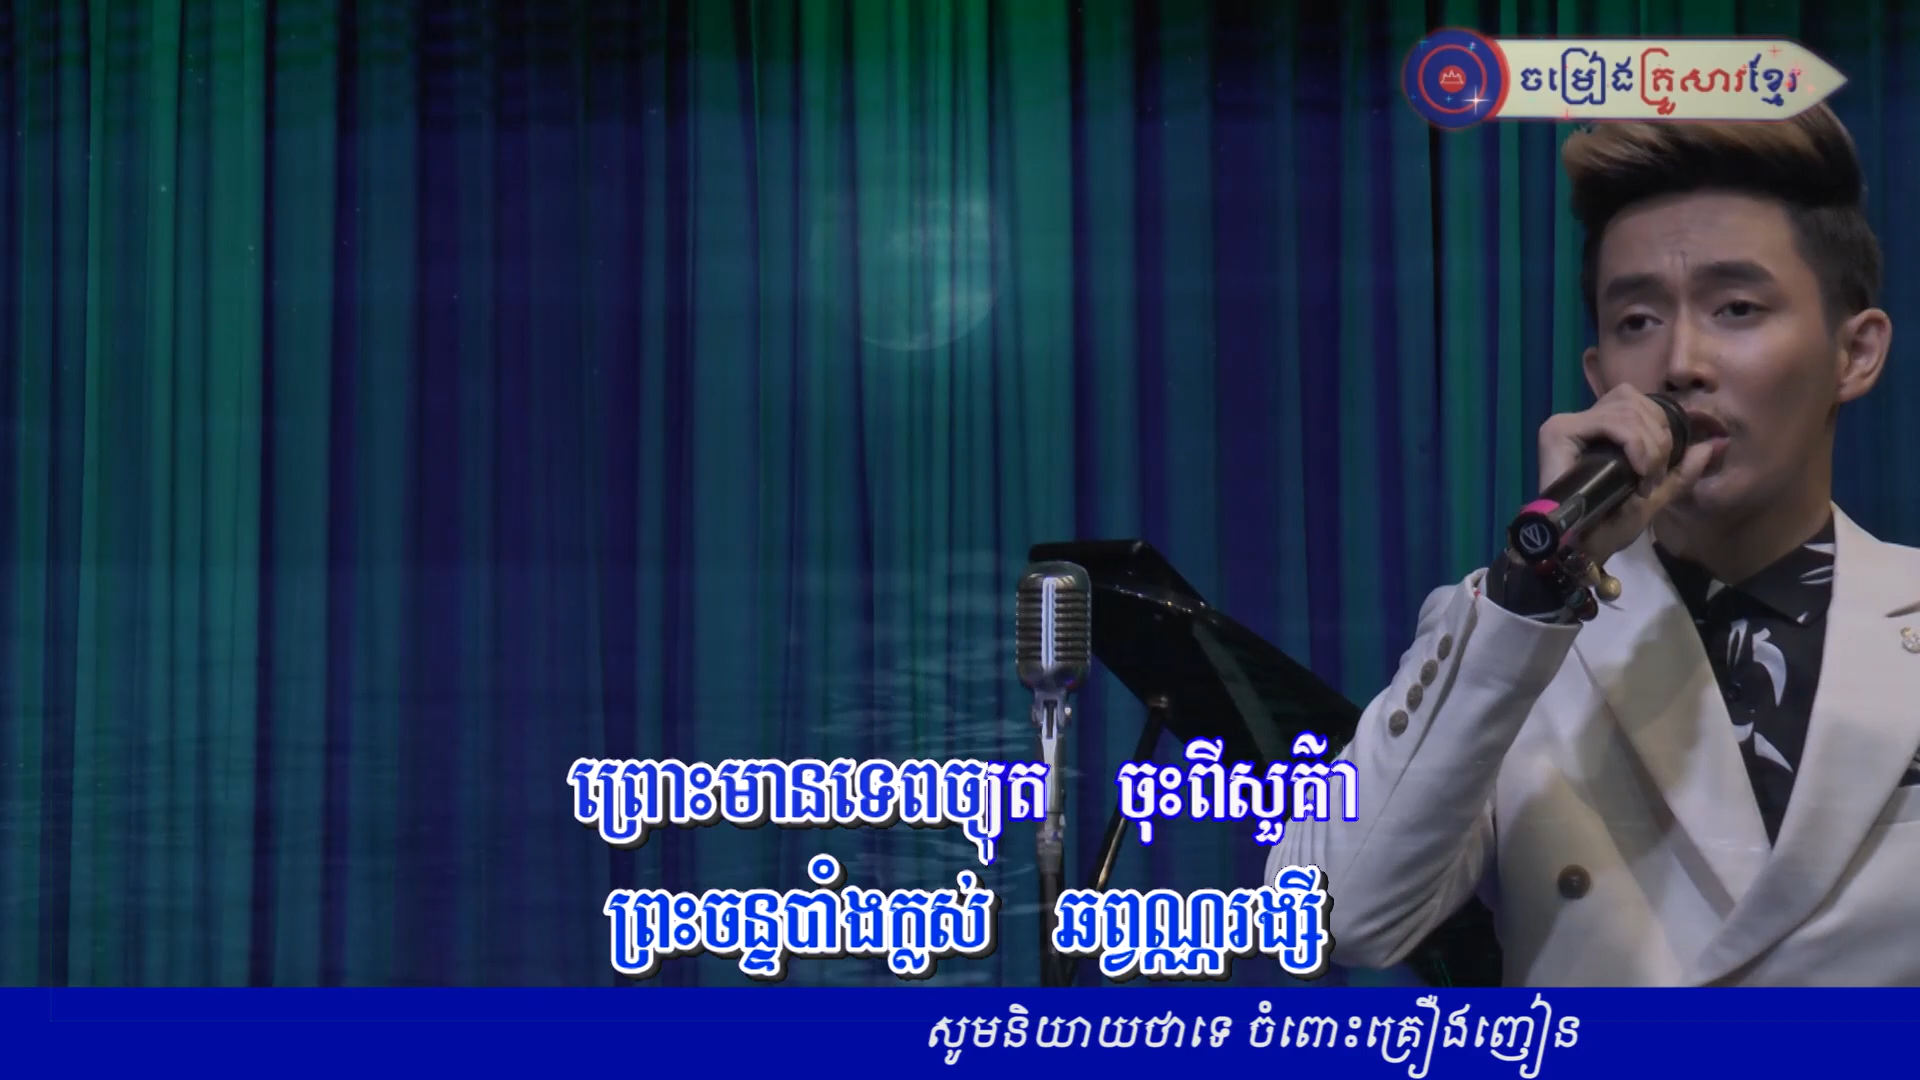 ចម្រៀងគ្រួសារខ្មែរ
ព្រោះមានទេពច្យុត ចុះពីសួគ៌ា
ព្រះចន្ទបាំងក្លស់ ឆព្វណ្ណរង្សី
សូមនិយាយថាទេ ចំពោះគ្រឿងញៀន